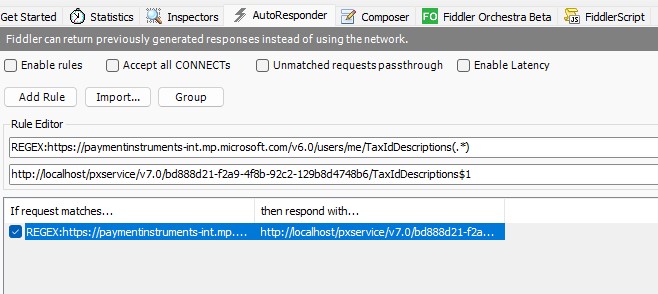 Get Started Statistics Inspectors AutoResponder Composer FO Fiddler Orchestra Beta JS FiddlerScript
Fiddler can return previously generated responses instead of using the network.
Enable rules Accept all CONNECTs Unmatched requests passthrough Enable Latency
Add Rule Import... Group
Rule Editor
REGEX:https://paymentinstruments-int.mp.microsoft.com/v6.0/users/me/TaxIdDescriptions(.*)
http://localhost/pxservice/v7.0/bd888d21-f2a9-4f8b-92c2-129b8d4748b6/TaxIdDescriptions$1
If request matches... then respond with...
REGEX:https://paymentinstruments-int.mp.... http://localhost/pxservice/v7.0/bd888d21-f2a...